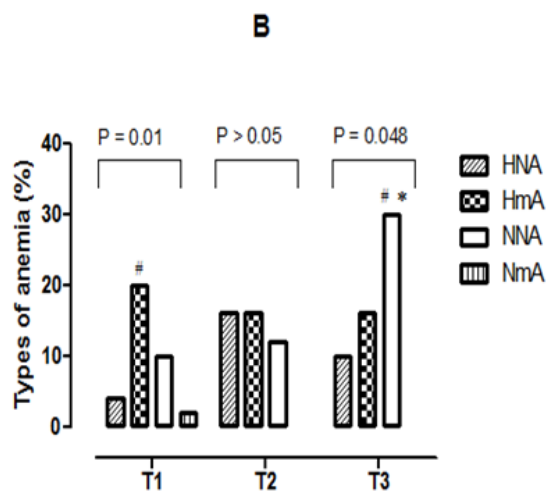 B
P = 0.01 P > 0.05 P = 0.048
Types of anemia (%)
40
30
20
10
0
#
# *
T1 T2 T3
HNA
HmA
NNA
NmA